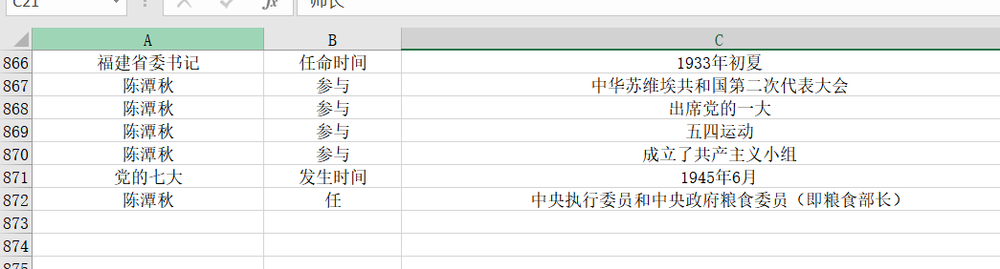 C21 fx 师长
A B C
866 福建省委书记 任命时间 1933年初夏
867 陈潭秋 参与 中华苏维埃共和国第二次代表大会
868 陈潭秋 参与 出席党的一大
869 陈潭秋 参与 五四运动
870 陈潭秋 参与 成立了共产主义小组
871 党的七大 发生时间 1945年6月
872 陈潭秋 任 中央执行委员和中央政府粮食委员（即粮食部长）
873
874
875